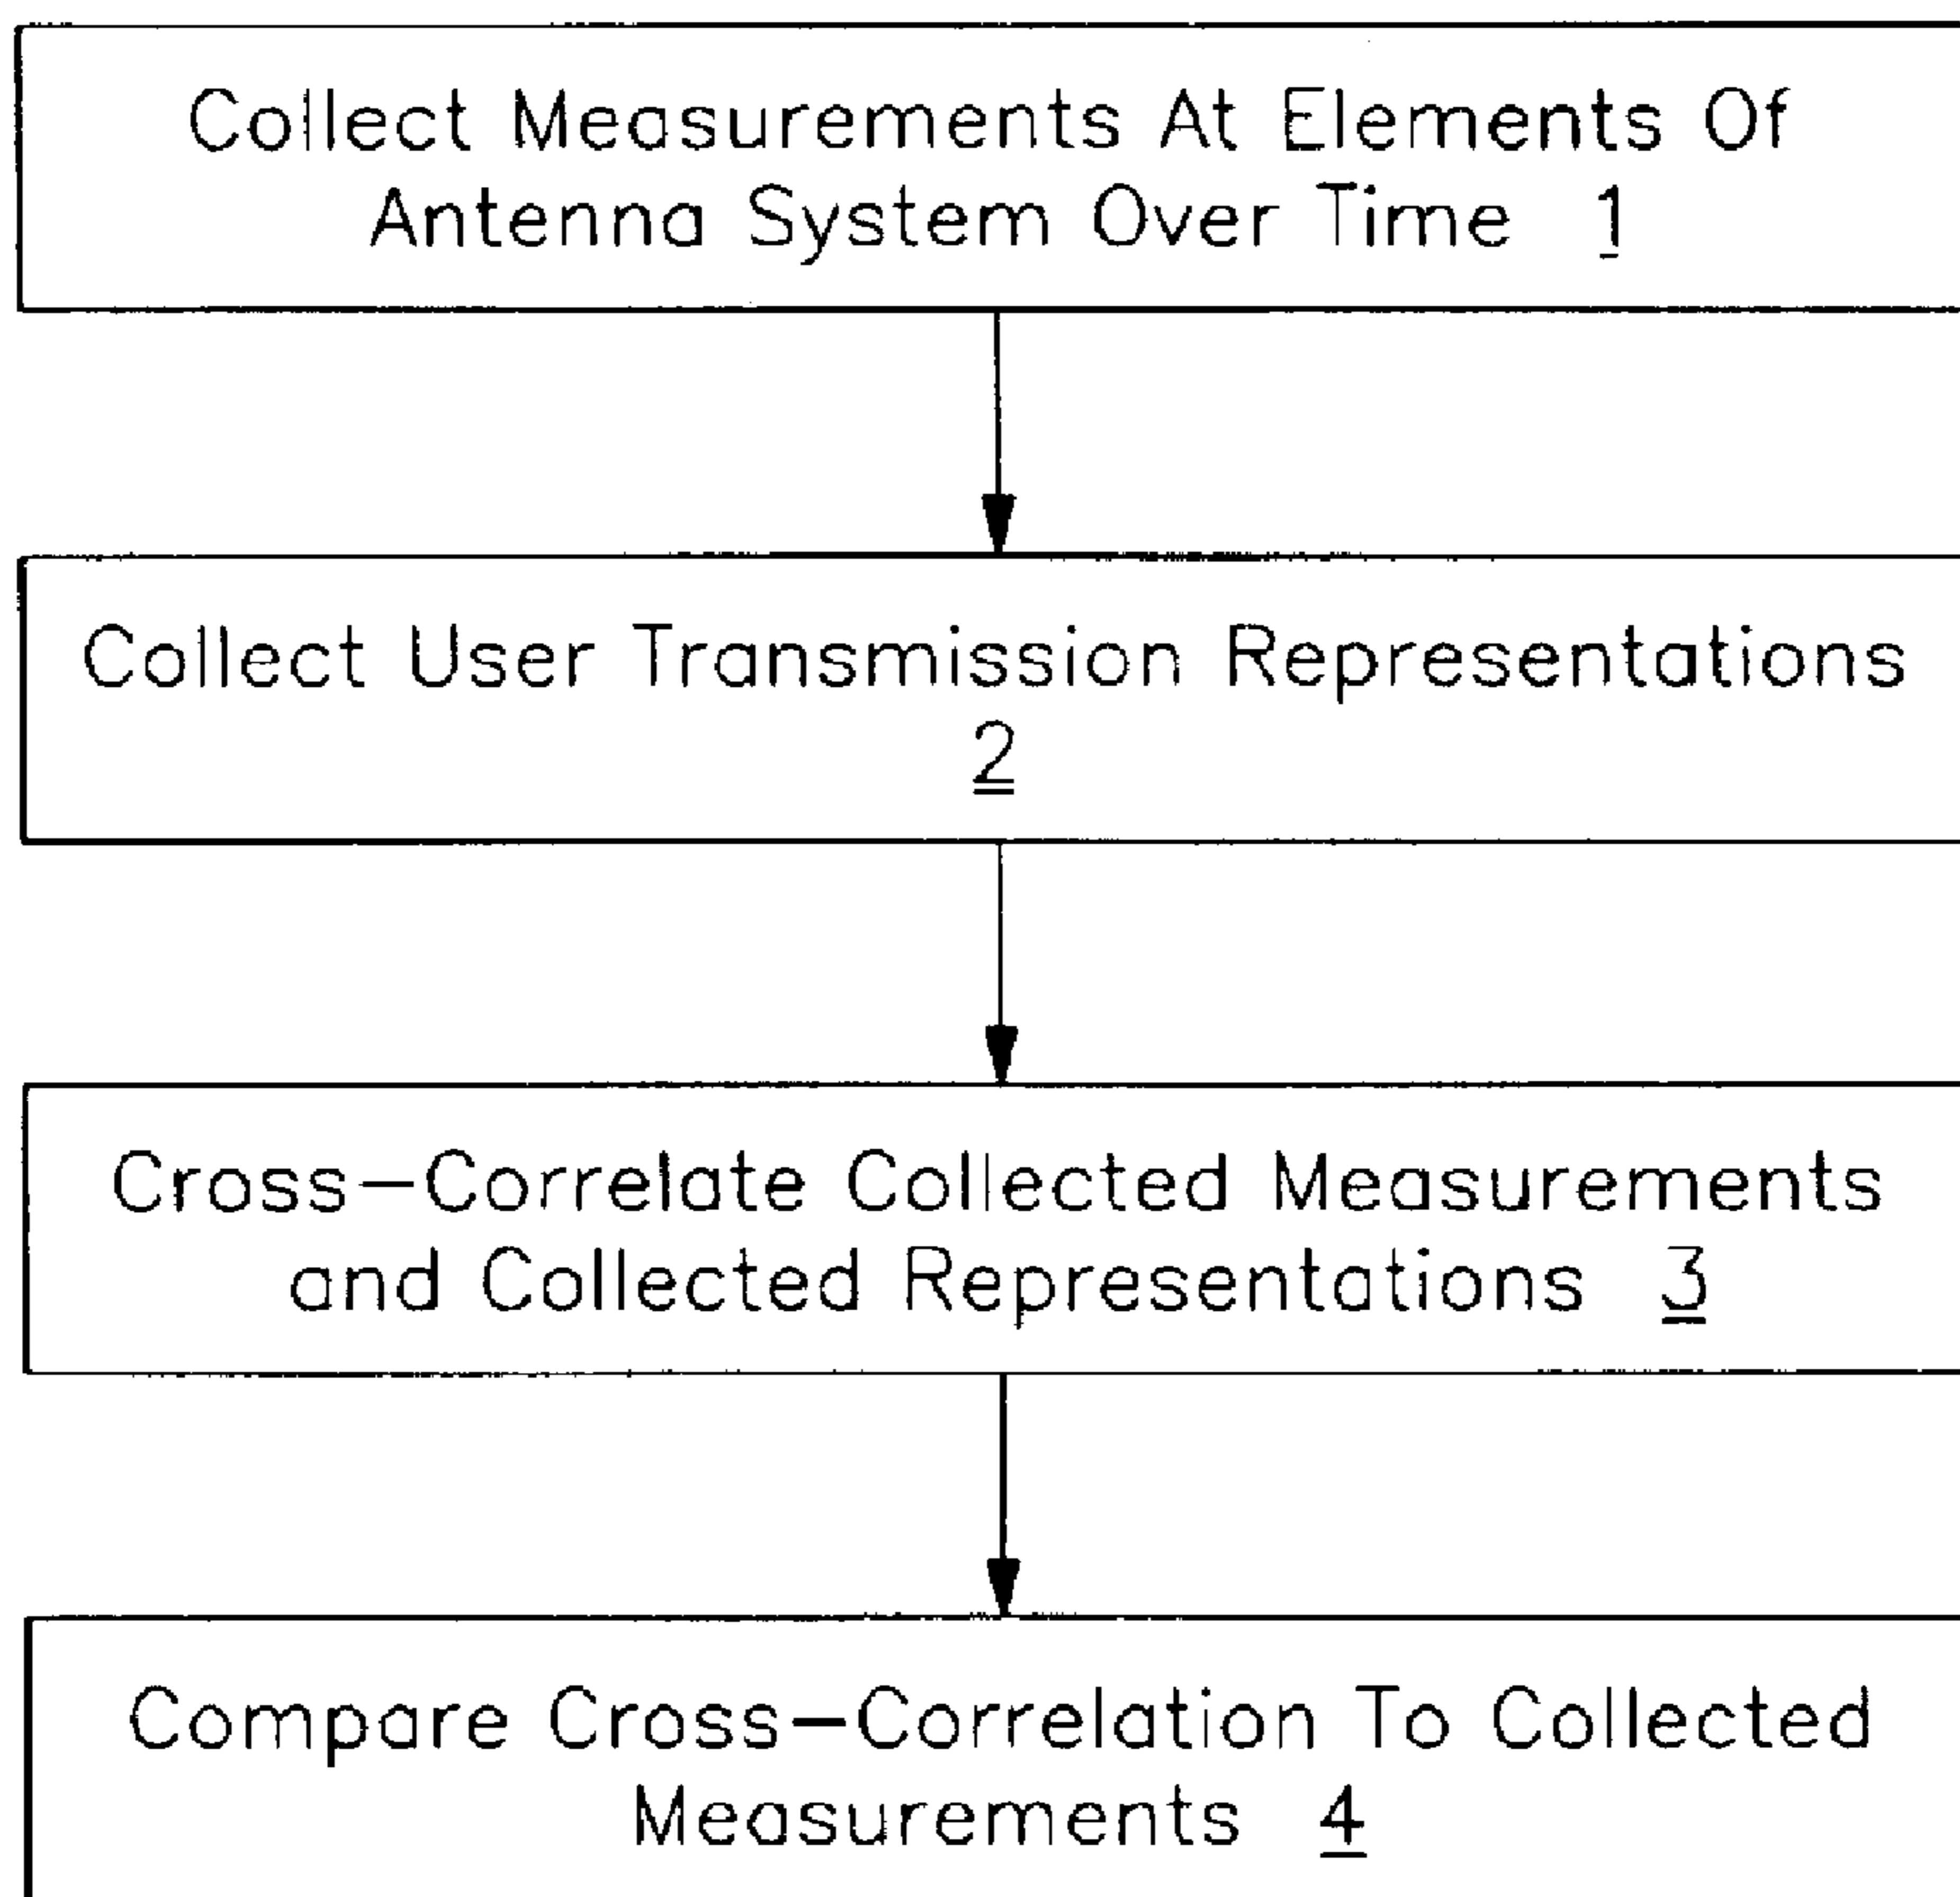 Collect Measurements At Elements Of
Antenna System Over Time 1
Collect User Transmission Representations
2
Cross-Correlate Collected Measurements
and Collected Representations 3
Compare Cross-Correlation To Collected
Measurements 4